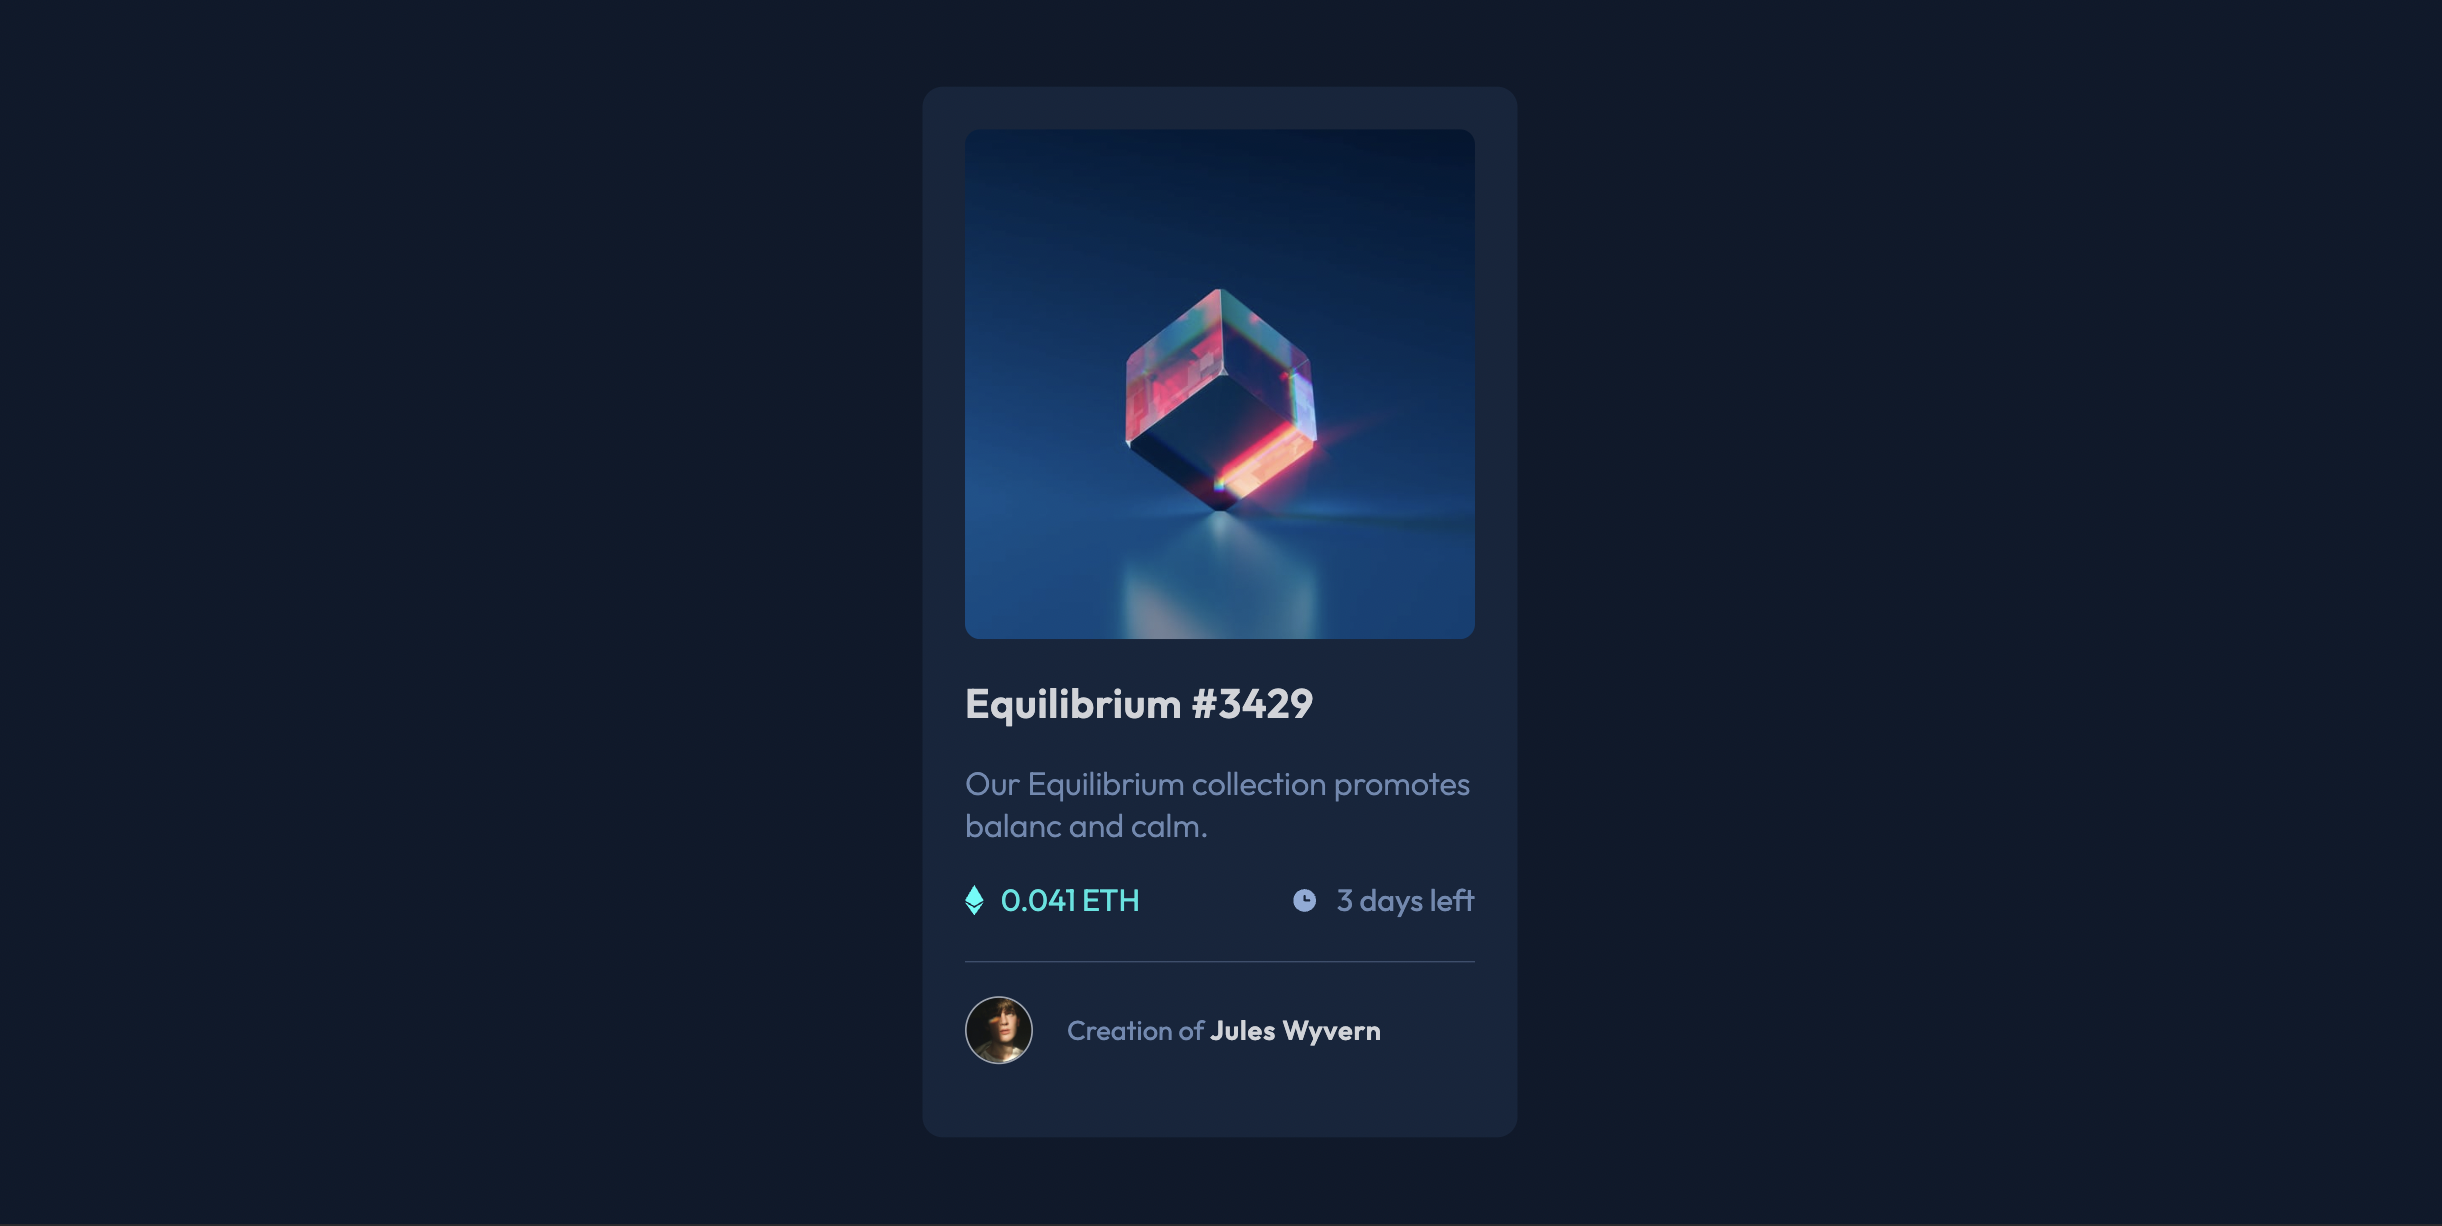 Equilibrium #3429
Our Equilibrium collection promotes
balanc and calm.
0.041 ETH 3 days left
Creation of Jules Wyvern